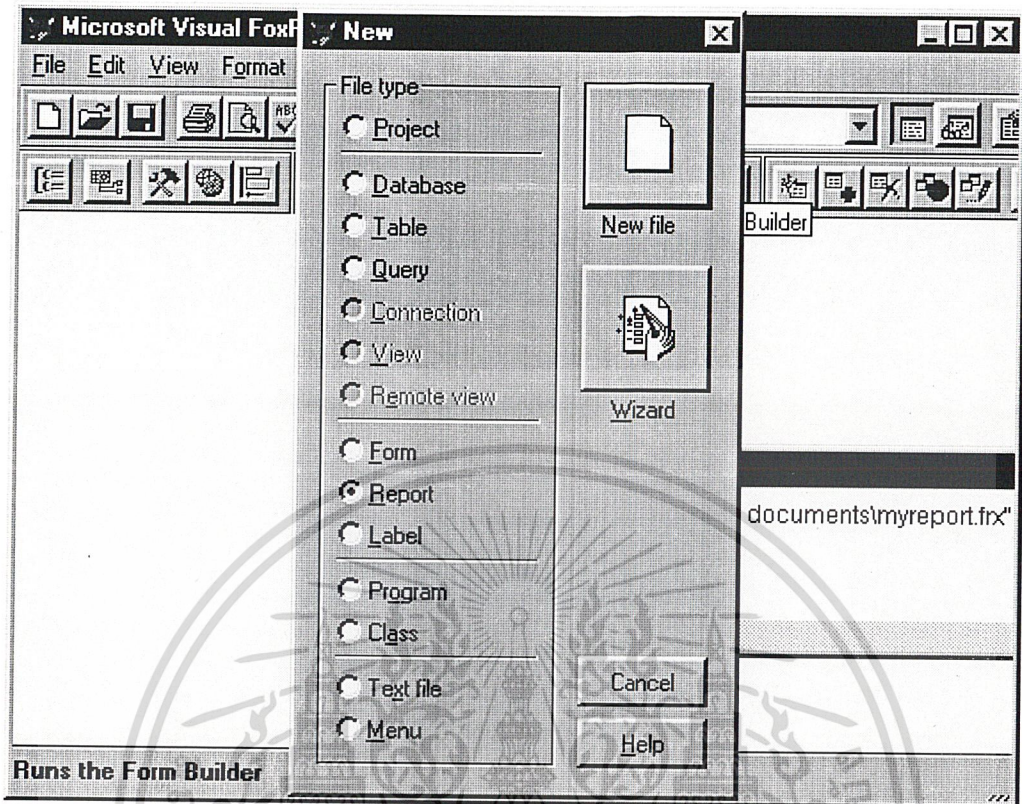 Microsoft Visual FoxP
File Edit View Format
New
File type
Project
Database
Table
Query
Connection
View
Remote view
Form
Report
Label
Program
Class
Text file
Menu
New file
Wizard
Cancel
Help
Builder
documents\myreport.frx"
Runs the Form Builder